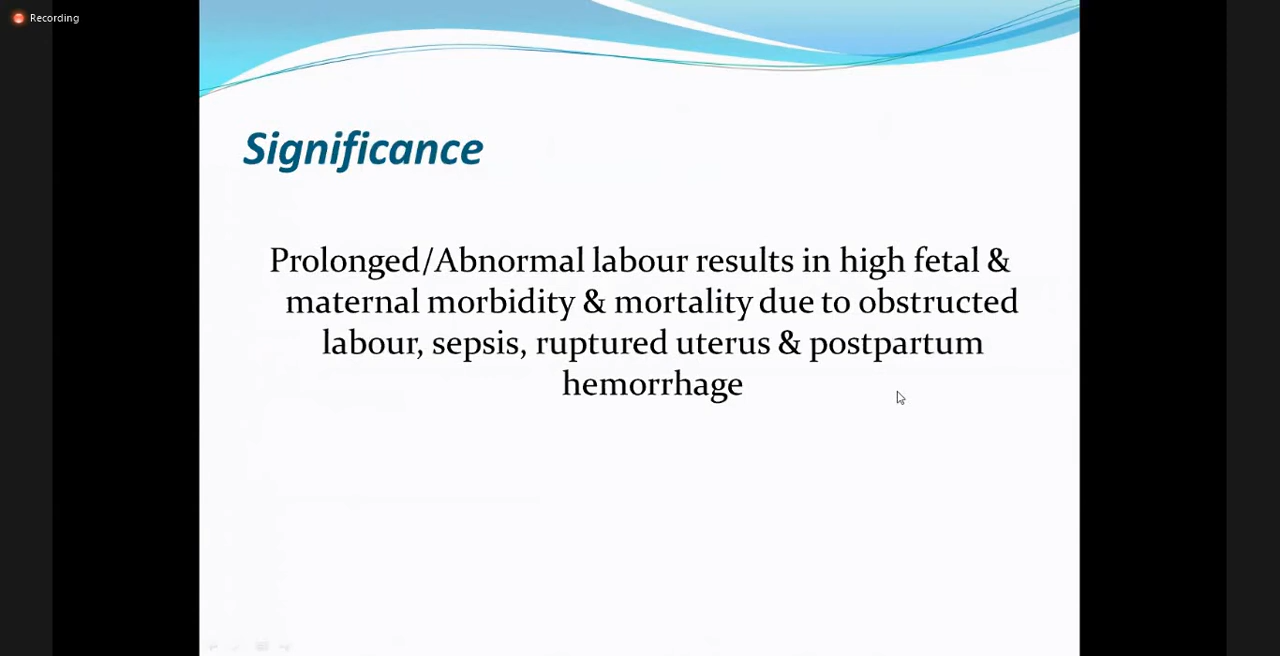 Recording
Significance
Prolonged/Abnormal labour results in high fetal &
maternal morbidity & mortality due to obstructed
labour, sepsis, ruptured uterus & postpartum
hemorrhage